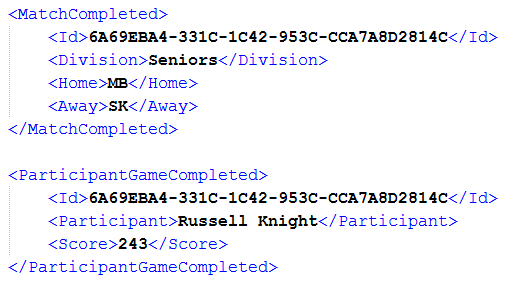 <MatchCompleted>
<Id>6A69EBA4-331C-1C42-953C-CCA7A8D2814C</Id>
<Division>Seniors</Division>
<Home>MB</Home>
<Away>SK</Away>
</MatchCompleted>
<ParticipantGameCompleted>
<Id>6A69EBA4-331C-1C42-953C-CCA7A8D2814C</Id>
<Participant>Russell Knight</Participant>
<Score>243</Score>
</ParticipantGameCompleted>